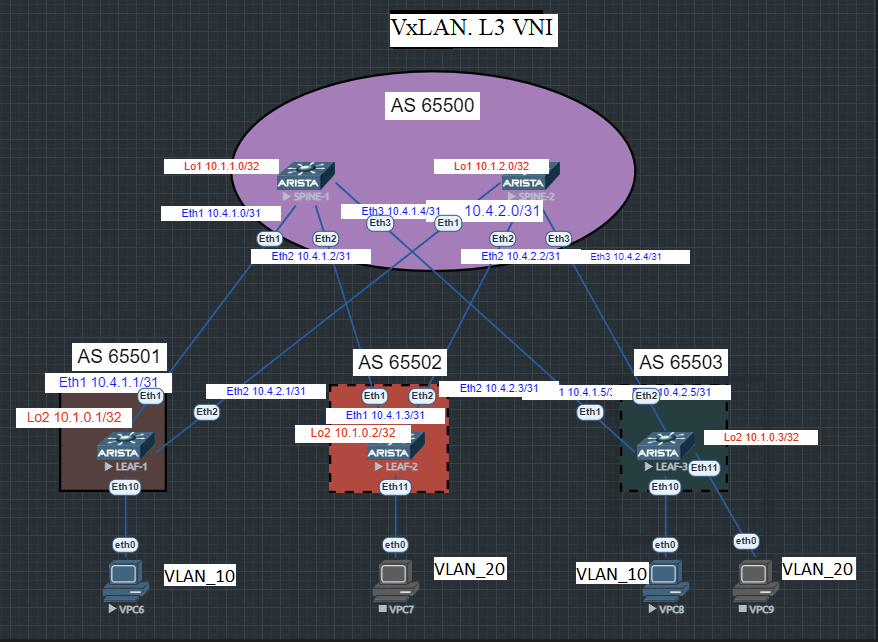 VxLAN. L3 VNI
AS 65500
Lo1 10.1.1.0/32
Lo1 10.1.2.0/32
ARISTA
ARISTA
SPINE-1
SPINE-2
Eth1 10.4.1.0/31
Eth3 10.4.1.4/31
10.4.2.0/31
Eth3
Eth1
Eth1
Eth2
Eth2
Eth3
Eth2 10.4.1.2/31
Eth2 10.4.2.2/31
Eth3 10.4.2.4/31
AS 65501
AS 65502
AS 65503
Eth1 10.4.1.1/31
Eth2 10.4.2.1/31
Eth2 10.4.2.3/31
1 10.4.1.5/
10.4.2.5/31
Eth1
Eth1
Eth2
Eth2
Eth2
Eth1
Lo2 10.1.0.1/32
Eth1 10.4.1.3/31
Lo2 10.1.0.2/32
Lo2 10.1.0.3/32
ARISTA
ARISTA
ARISTA
LEAF-1
LEAF-2
LEAF-3
Eth11
Eth10
Eth11
Eth10
eth0
eth0
eth0
eth0
VLAN_10
VLAN_20
VLAN_10
VLAN_20
VPC6
VPC7
VPC8
VPC9